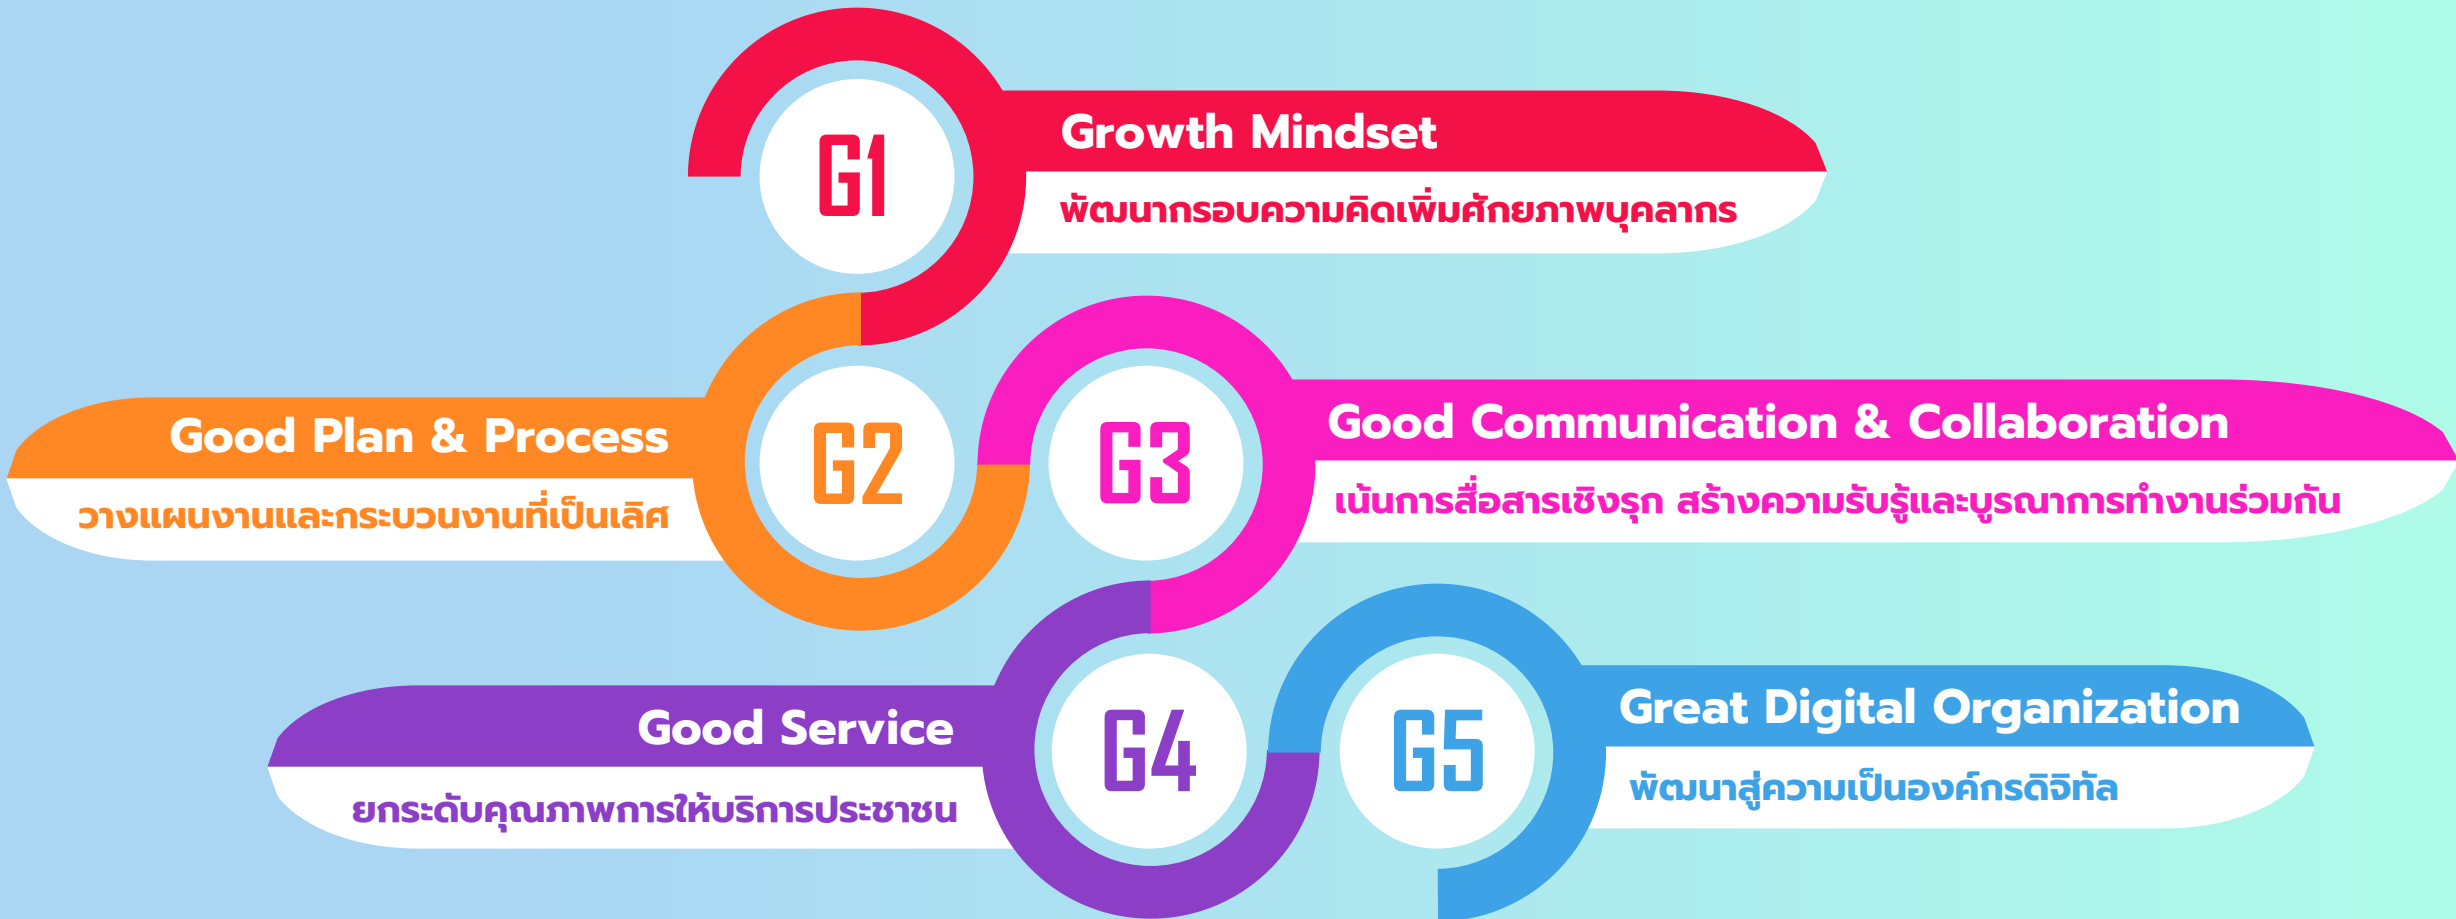 G1
Growth Mindset
พัฒนากรอบความคิดเพิ่มศักยภาพบุคลากร
G2
Good Plan & Process
วางแผนงานและกระบวนงานที่เป็นเลิศ
G3
Good Communication & Collaboration
เน้นการสื่อสารเชิงรุก สร้างความรับรู้และบูรณาการทำงานร่วมกัน
G4
Good Service
ยกระดับคุณภาพการให้บริการประชาชน
G5
Great Digital Organization
พัฒนาสู่ความเป็นองค์กรดิจิทัล